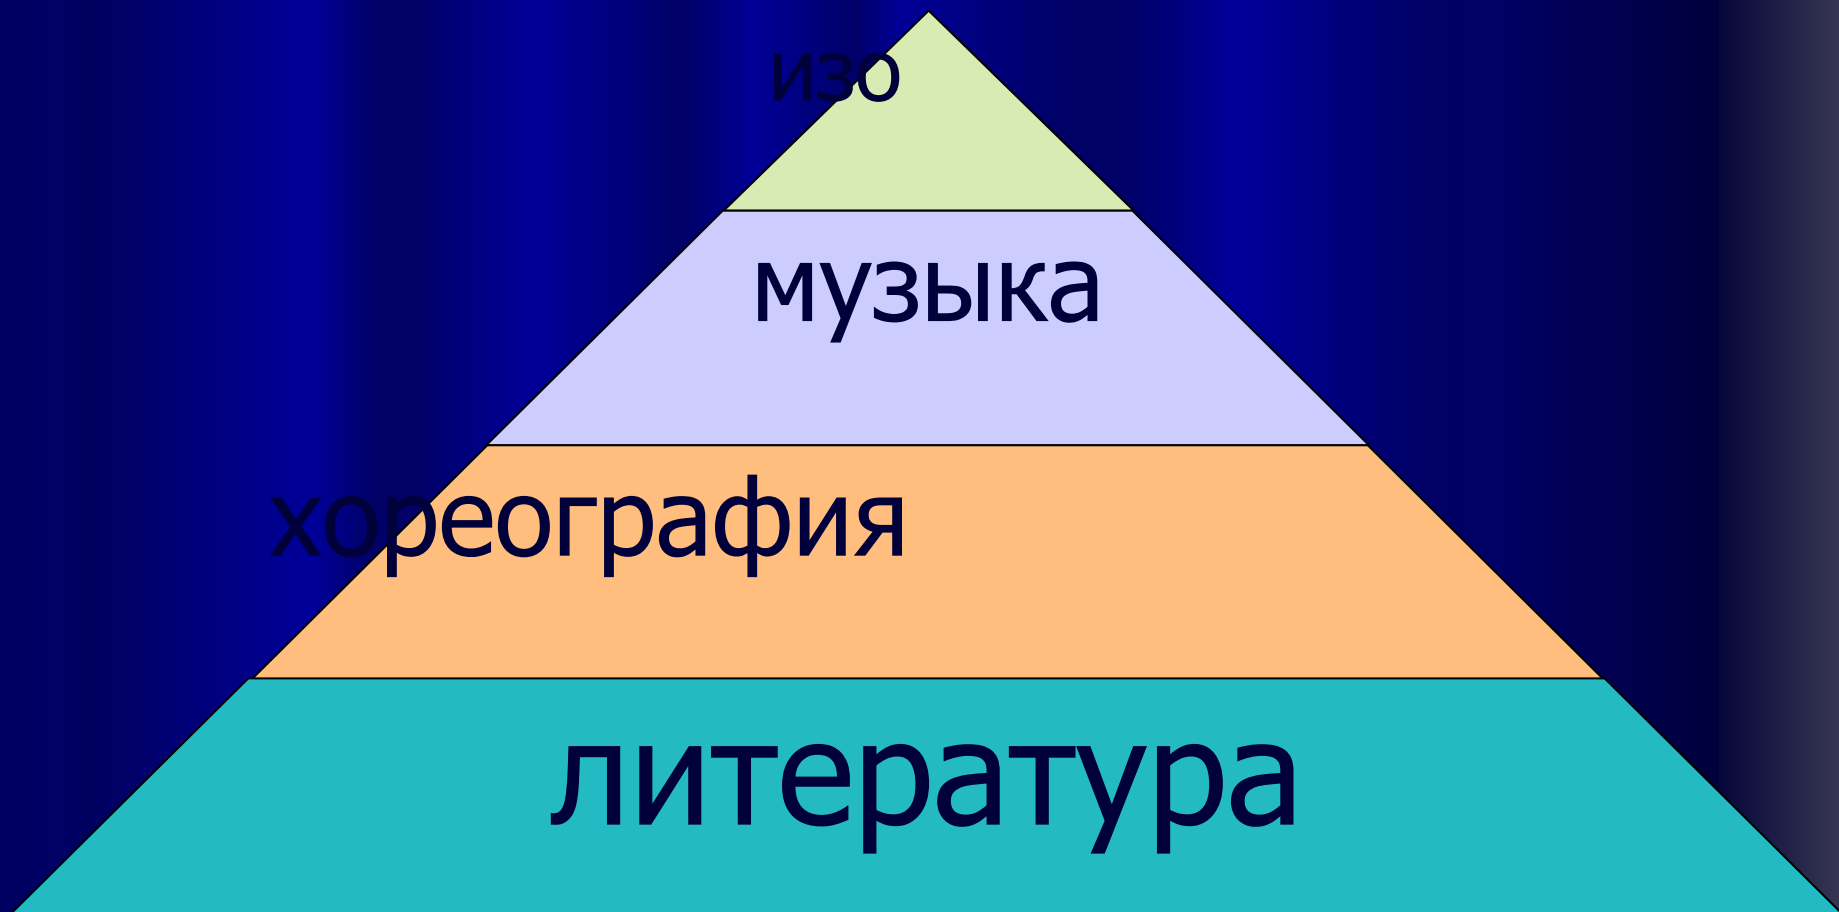 изо
музыка
хореография
литература